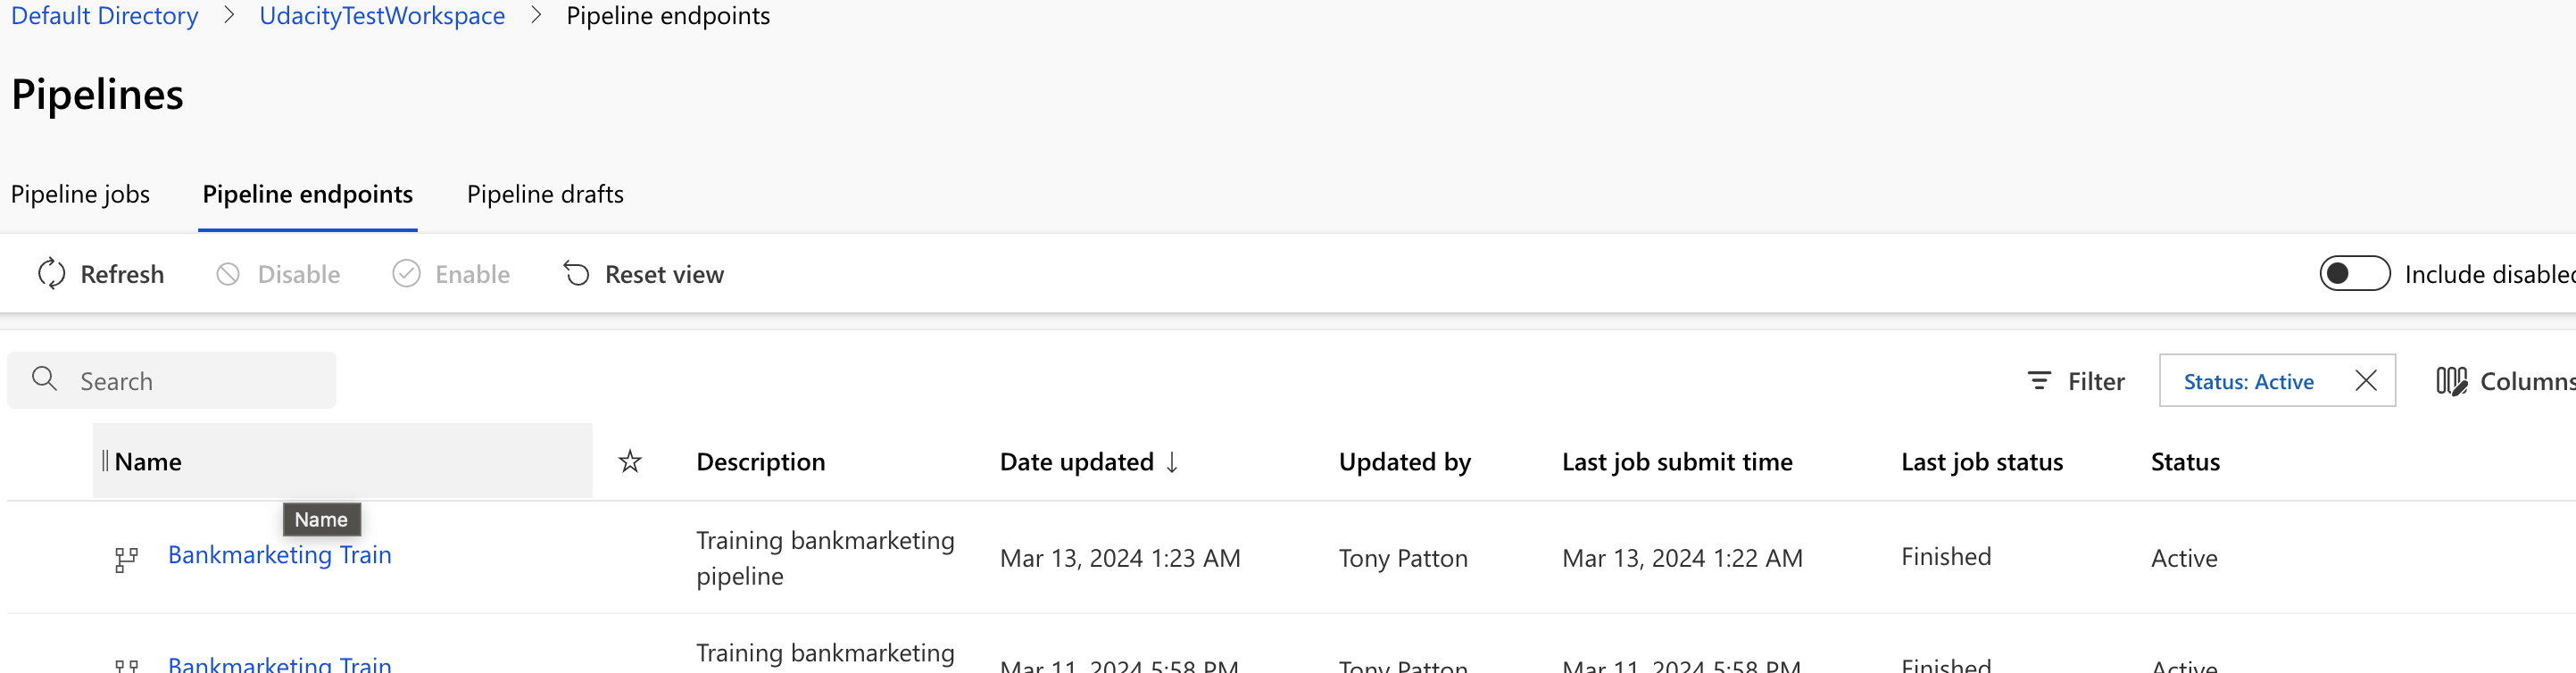 Default Directory > UdacityTestWorkspace > Pipeline endpoints
Pipelines
Pipeline jobs Pipeline endpoints Pipeline drafts
Refresh Disable Enable Reset view Include disabled
Search Filter Status: Active Columns
Name Description Date updated ↓ Updated by Last job submit time Last job status Status
Name
Bankmarketing Train Training bankmarketing pipeline Mar 13, 2024 1:23 AM Tony Patton Mar 13, 2024 1:22 AM Finished Active
Bankmarketing Train Training bankmarketing Mar 11, 2024 5:58 PM Tony Patton Mar 11, 2024 5:58 PM Finished Active